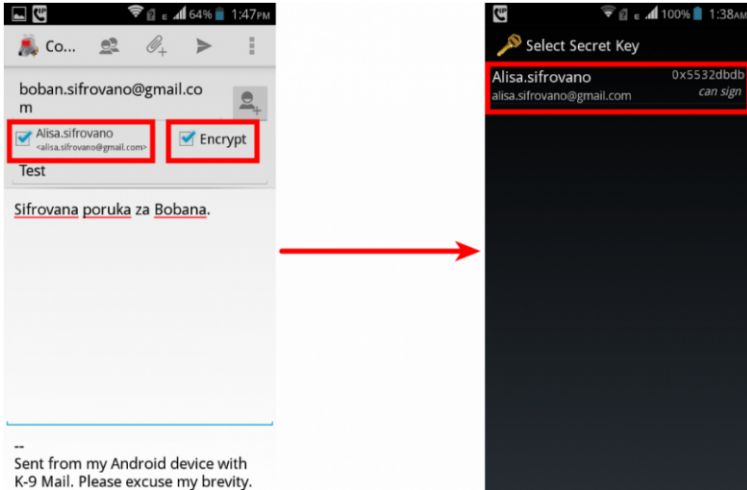 64% 1:47PM
Co...
boban.sifrovano@gmail.co
m
Alisa.sifrovano
<alisa.sifrovano@gmail.com>
Encrypt
Test
Sifrovana poruka za Bobana.
--
Sent from my Android device with
K-9 Mail. Please excuse my brevity.
100% 1:38AM
Select Secret Key
Alisa.sifrovano 0x5532dbdb
alisa.sifrovano@gmail.com can sign